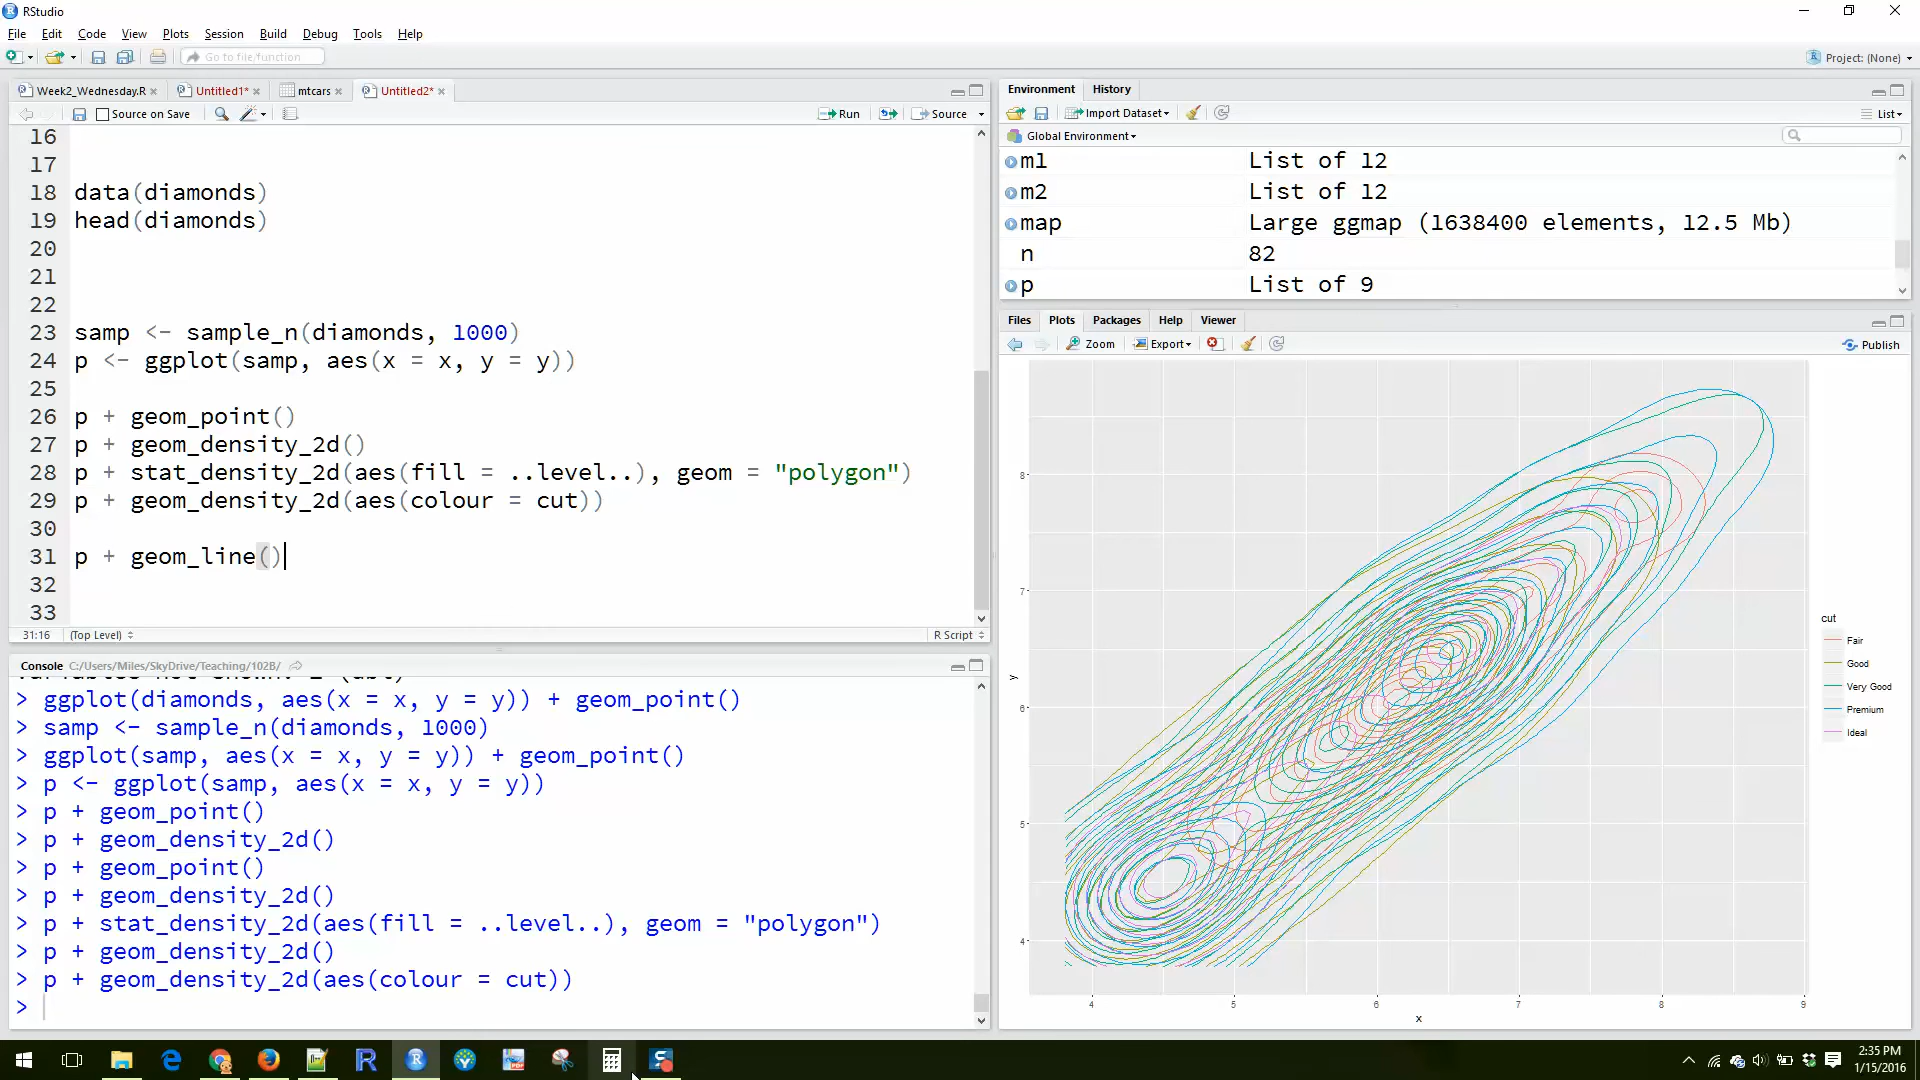 RStudio
File Edit Code View Plots Session Build Debug Tools Help
Go to file/function
Project: (None)
Week2_Wednesday.R × Untitled1* × mtcars × Untitled2* ×
Source on Save Run Source
16
17
18 data(diamonds)
19 head(diamonds)
20
21
22
23 samp <- sample_n(diamonds, 1000)
24 p <- ggplot(samp, aes(x = x, y = y))
25
26 p + geom_point()
27 p + geom_density_2d()
28 p + stat_density_2d(aes(fill = ..level..), geom = "polygon")
29 p + geom_density_2d(aes(colour = cut))
30
31 p + geom_line()
32
33
31:16 (Top Level) R Script
Console C:/Users/Miles/SkyDrive/Teaching/102B/
> ggplot(diamonds, aes(x = x, y = y)) + geom_point()
> samp <- sample_n(diamonds, 1000)
> ggplot(samp, aes(x = x, y = y)) + geom_point()
> p <- ggplot(samp, aes(x = x, y = y))
> p + geom_point()
> p + geom_density_2d()
> p + geom_point()
> p + geom_density_2d()
> p + stat_density_2d(aes(fill = ..level..), geom = "polygon")
> p + geom_density_2d()
> p + geom_density_2d(aes(colour = cut))
>
Environment History
Import Dataset List
Global Environment
m1 List of 12
m2 List of 12
map Large ggmap (1638400 elements, 12.5 Mb)
n 82
p List of 9
Files Plots Packages Help Viewer
Zoom Export Publish
8
7
6
5
4
y
4 5 6 7 8 9
x
cut
Fair
Good
Very Good
Premium
Ideal
2:35 PM
1/15/2016